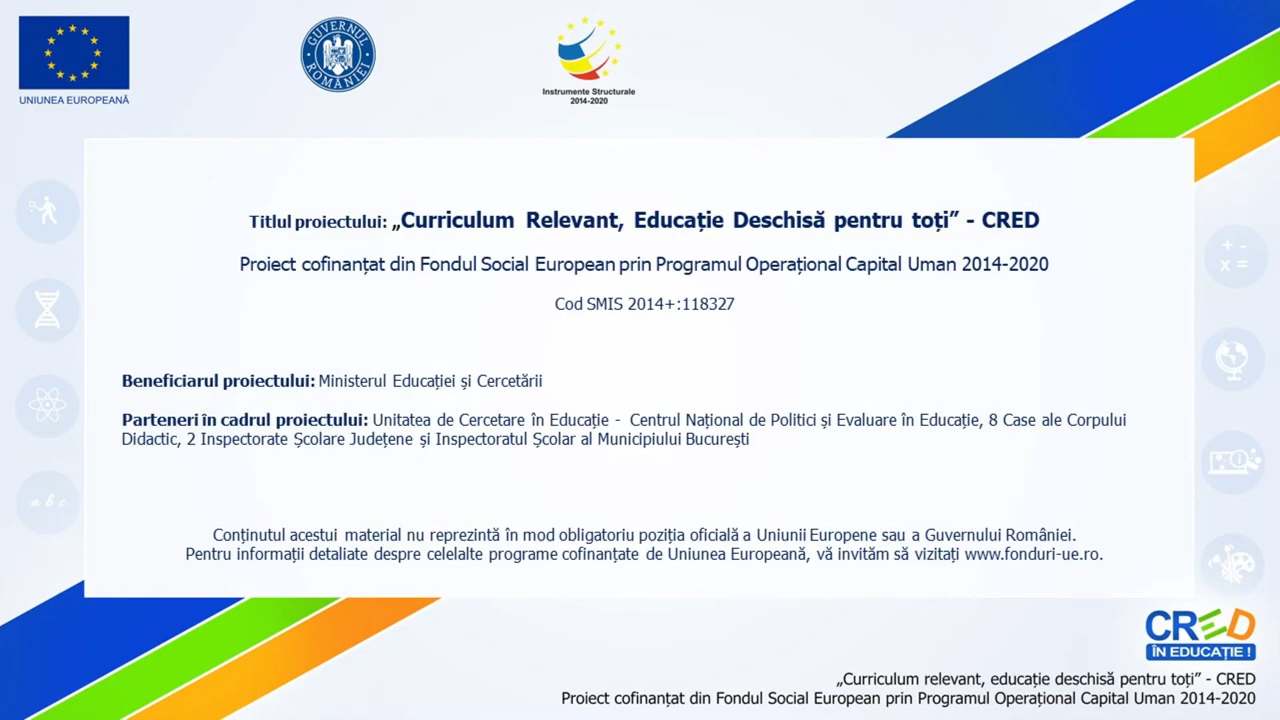 UNIUNEA EUROPEANĂ
GUVERNUL ROMÂNIEI
Instrumente Structurale
2014-2020
Titlul proiectului: „Curriculum Relevant, Educație Deschisă pentru toți” - CRED
Proiect cofinanțat din Fondul Social European prin Programul Operațional Capital Uman 2014-2020
Cod SMIS 2014+:118327
Beneficiarul proiectului: Ministerul Educației și Cercetării
Parteneri în cadrul proiectului: Unitatea de Cercetare în Educație - Centrul Național de Politici și Evaluare în Educație, 8 Case ale Corpului
Didactic, 2 Inspectorate Școlare Județene și Inspectoratul Școlar al Municipiului București
Conținutul acestui material nu reprezintă în mod obligatoriu poziția oficială a Uniunii Europene sau a Guvernului României.
Pentru informații detaliate despre celelalte programe cofinanțate de Uniunea Europeană, vă invităm să vizitați www.fonduri-ue.ro.
+ -
x =
a b c
CRED
ÎN EDUCAȚIE !
„Curriculum relevant, educație deschisă pentru toți” - CRED
Proiect cofinanțat din Fondul Social European prin Programul Operațional Capital Uman 2014-2020